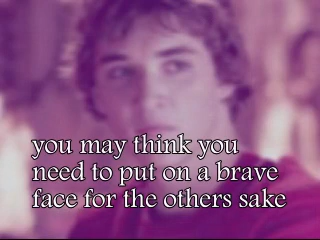 you may think you
need to put on a brave
face for the others sake